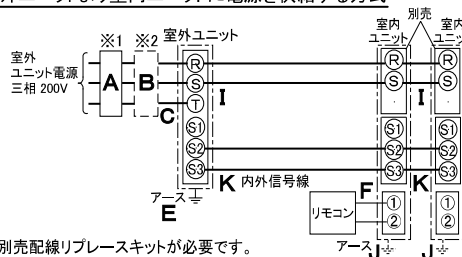 外ユニットより室内ユニットに電源を供給する方式
※1 ※2 室外ユニット
別売
室内
ユニット
室内
ユニット
室外
ユニット電源
三相 200V
A B C
R
S
T
S1
S2
S3
I
R
S
S1
S2
S3
I
R
S
S1
S2
S3
K 内外信号線
K
アース
E
F
リモコン
①
②
①
②
アース J
J
別売配線リプレースキットが必要です。